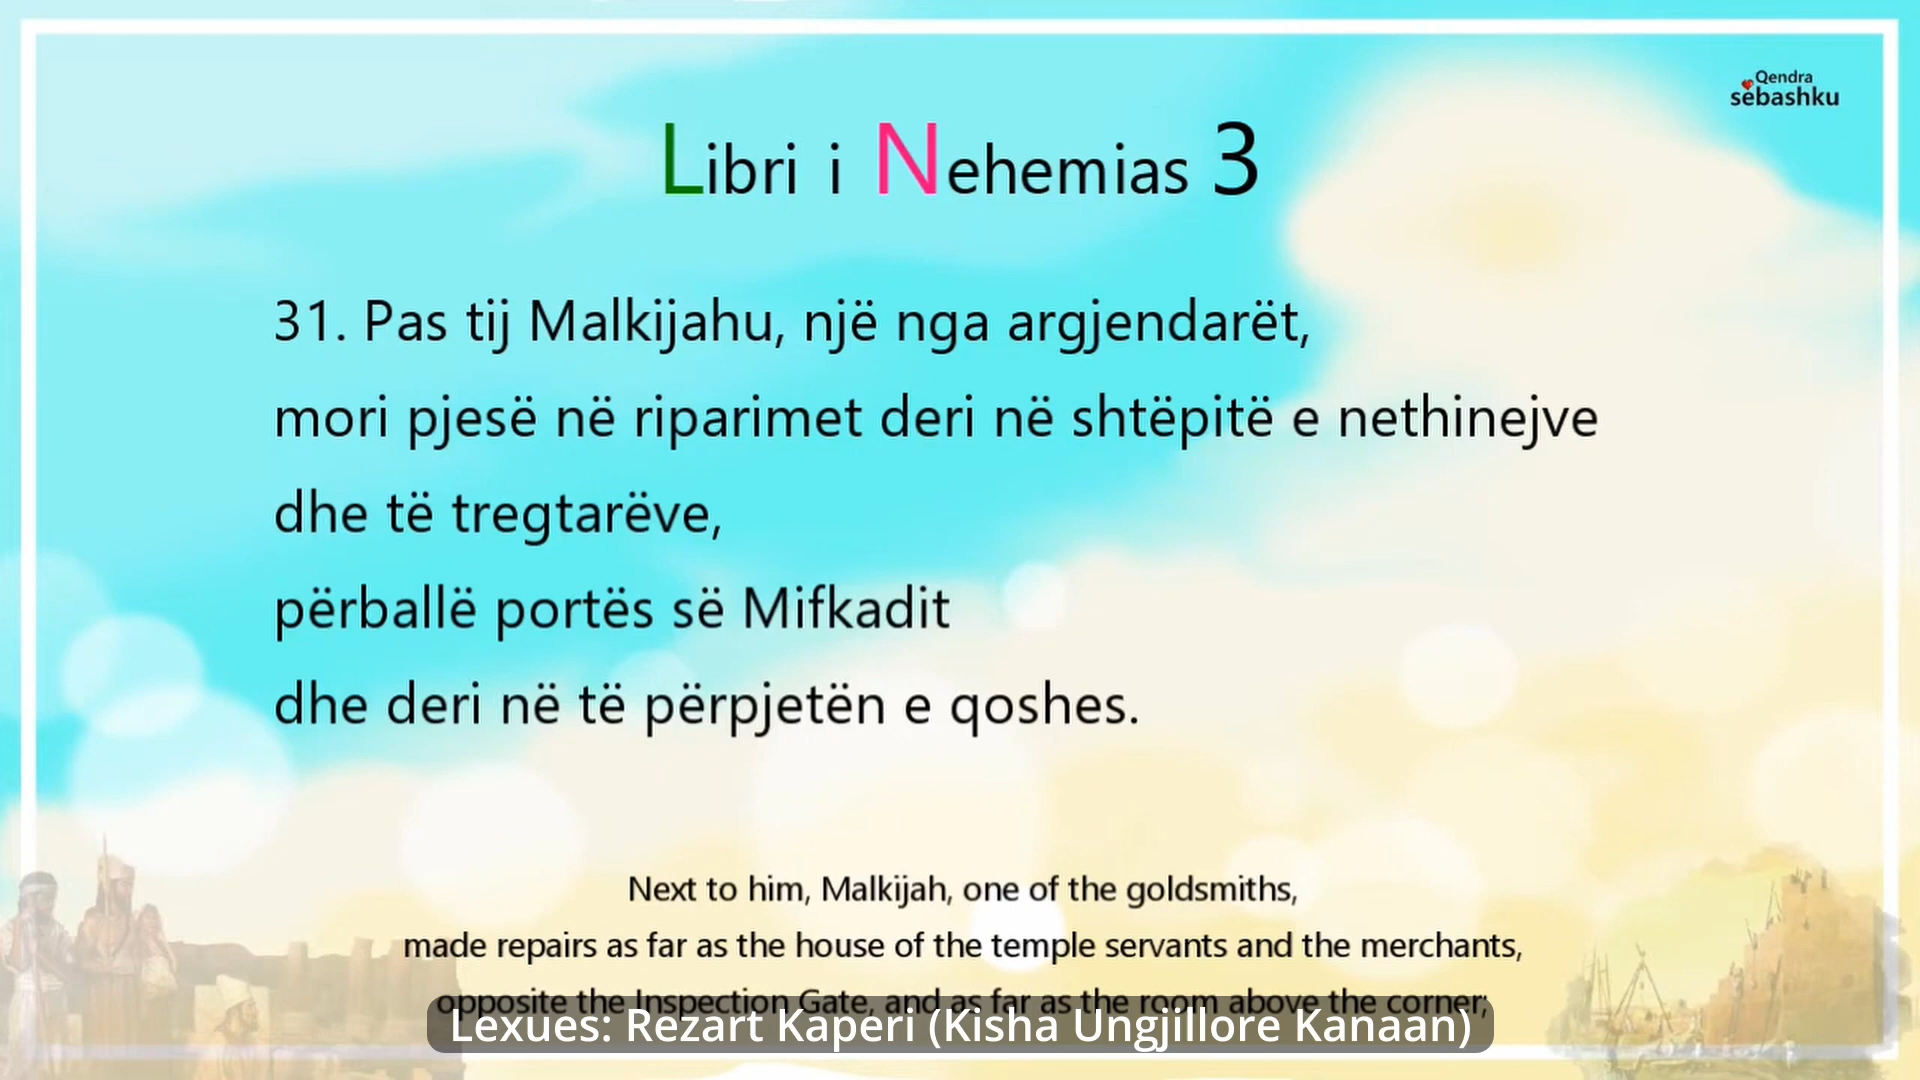 Qendra
sëbashku
Libri i Nehemias 3
31. Pas tij Malkijahu, një nga argjendarët,
mori pjesë në riparimet deri në shtëpitë e nethinejve
dhe të tregtarëve,
përballë portës së Mifkadit
dhe deri në të përpjetën e qoshes.
Next to him, Malkijah, one of the goldsmiths,
made repairs as far as the house of the temple servants and the merchants,
opposite the Inspection Gate, and as far as the room above the corner;
Lexues: Rezart Kaperi (Kisha Ungjillore Kanaan)